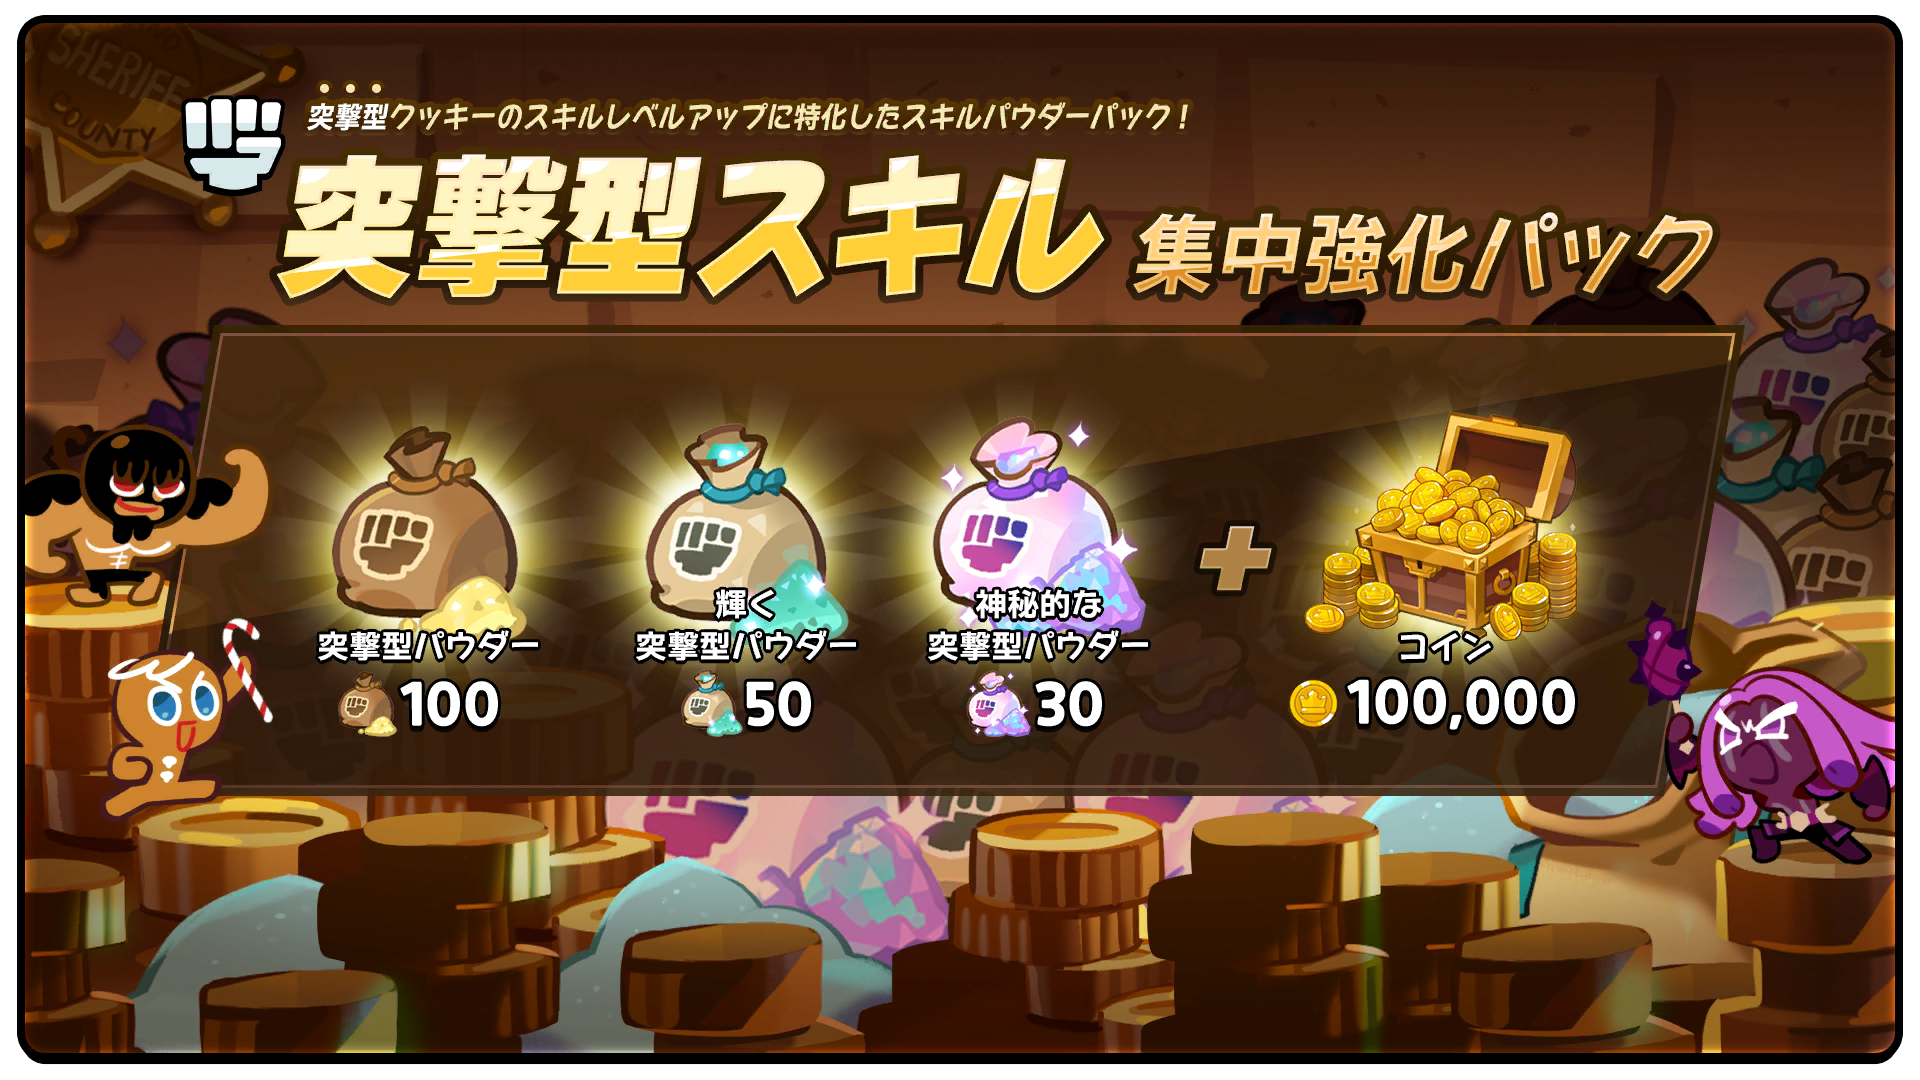 SHERIFF
COUNTY
突撃型クッキーのスキルレベルアップに特化したスキルパウダーパック！
突撃型スキル 集中強化パック
突撃型パウダー
100
輝く
突撃型パウダー
50
神秘的な
突撃型パウダー
30
+
コイン
100,000